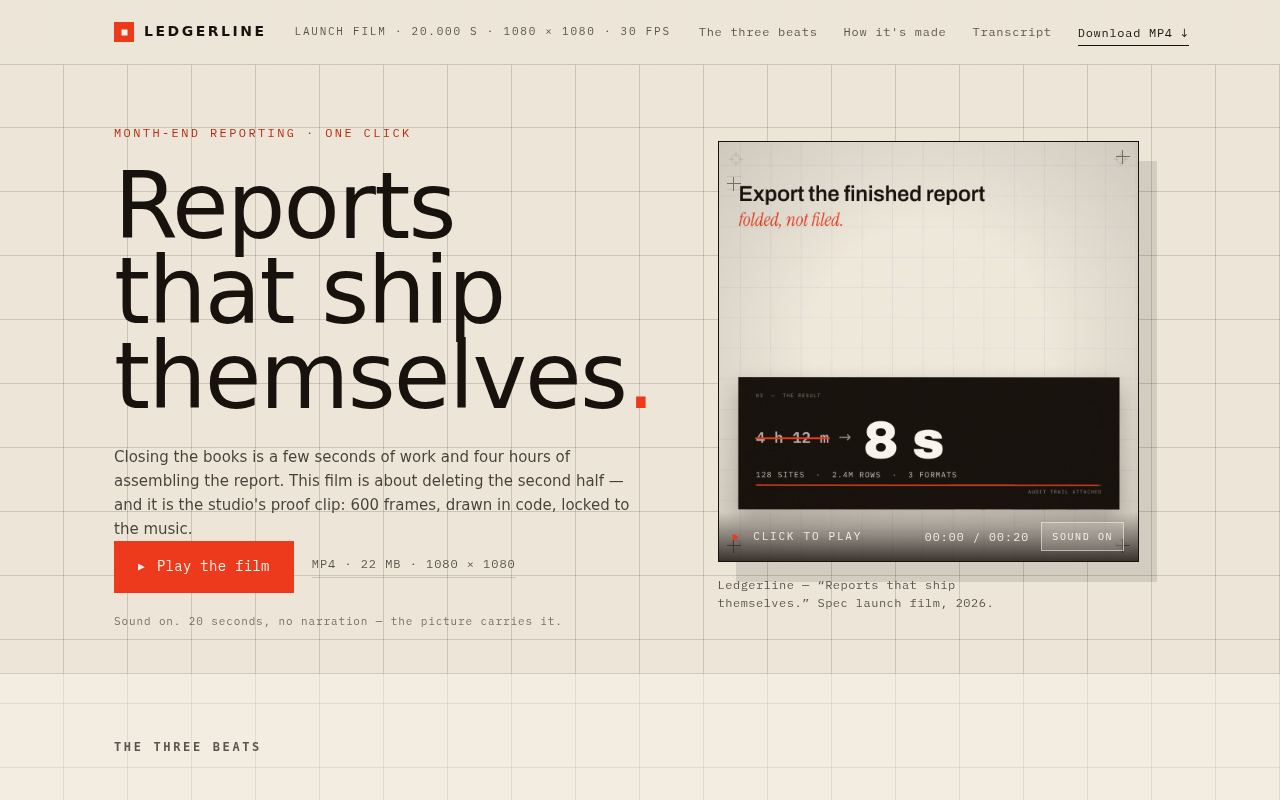 LEDGERLINE
LAUNCH FILM · 20.000 S · 1080 × 1080 · 30 FPS
The three beats
How it's made
Transcript
Download MP4 ↓
MONTH-END REPORTING · ONE CLICK
Reports
that ship
themselves.
Closing the books is a few seconds of work and four hours of
assembling the report. This film is about deleting the second half —
and it is the studio's proof clip: 600 frames, drawn in code, locked to
the music.
▶ Play the film
MP4 · 22 MB · 1080 × 1080
Sound on. 20 seconds, no narration — the picture carries it.
Export the finished report
folded, not filed.
03 — THE RESULT
4 h 12 m → 8 s
128 SITES · 2.4M ROWS · 3 FORMATS
AUDIT TRAIL ATTACHED
CLICK TO PLAY
00:00 / 00:20
SOUND ON
Ledgerline — “Reports that ship
themselves.” Spec launch film, 2026.
THE THREE BEATS